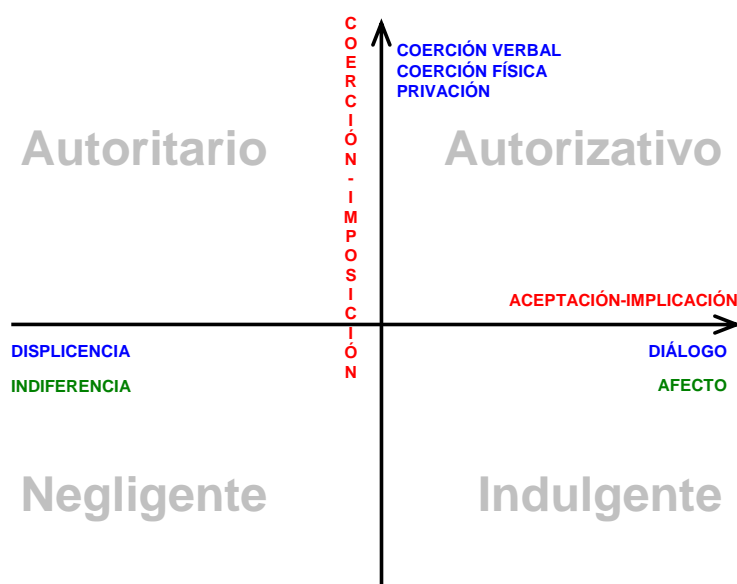 COERCIÓN-IMPOSICIÓN
COERCIÓN VERBAL
COERCIÓN FÍSICA
PRIVACIÓN
Autoritario
Autorizativo
ACEPTACIÓN-IMPLICACIÓN
DISPLICENCIA
DIÁLOGO
INDIFERENCIA
AFECTO
Negligente
Indulgente